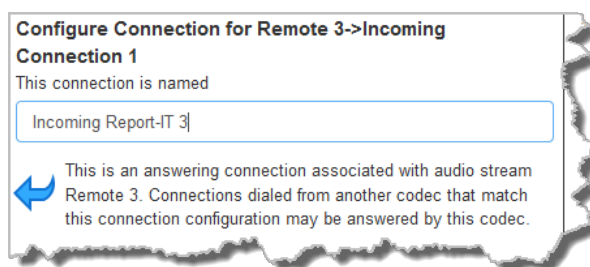 Configure Connection for Remote 3->Incoming
Connection 1
This connection is named
Incoming Report-IT 3
This is an answering connection associated with audio stream
Remote 3. Connections dialed from another codec that match
this connection configuration may be answered by this codec.